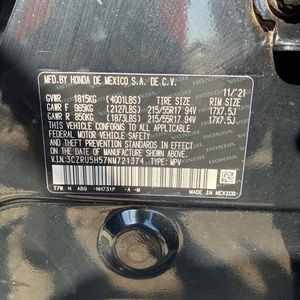 MFD.BY HONDA DE MEXICO S.A. DE C.V.
11/21
GVWR 1815KG (4001LBS) TIRE SIZE RIM SIZE
GAWR F 965KG (2127LBS) 215/55R17 94V 17X7.5J
GAWR R 850KG (1873LBS) 215/55R17 94V 17X7.5J
THIS VEHICLE CONFORMS TO ALL APPLICABLE
FEDERAL MOTOR VEHICLE SAFETY AND THEFT
PREVENTION STANDARDS IN EFFECT ON THE DATE
OF MANUFACTURE SHOWN ABOVE.
V.I.N:3CZRU5H57NM721374 TYPE: MPV
T7W N AB0 -NH731P -A -M MADE IN
MEXICO